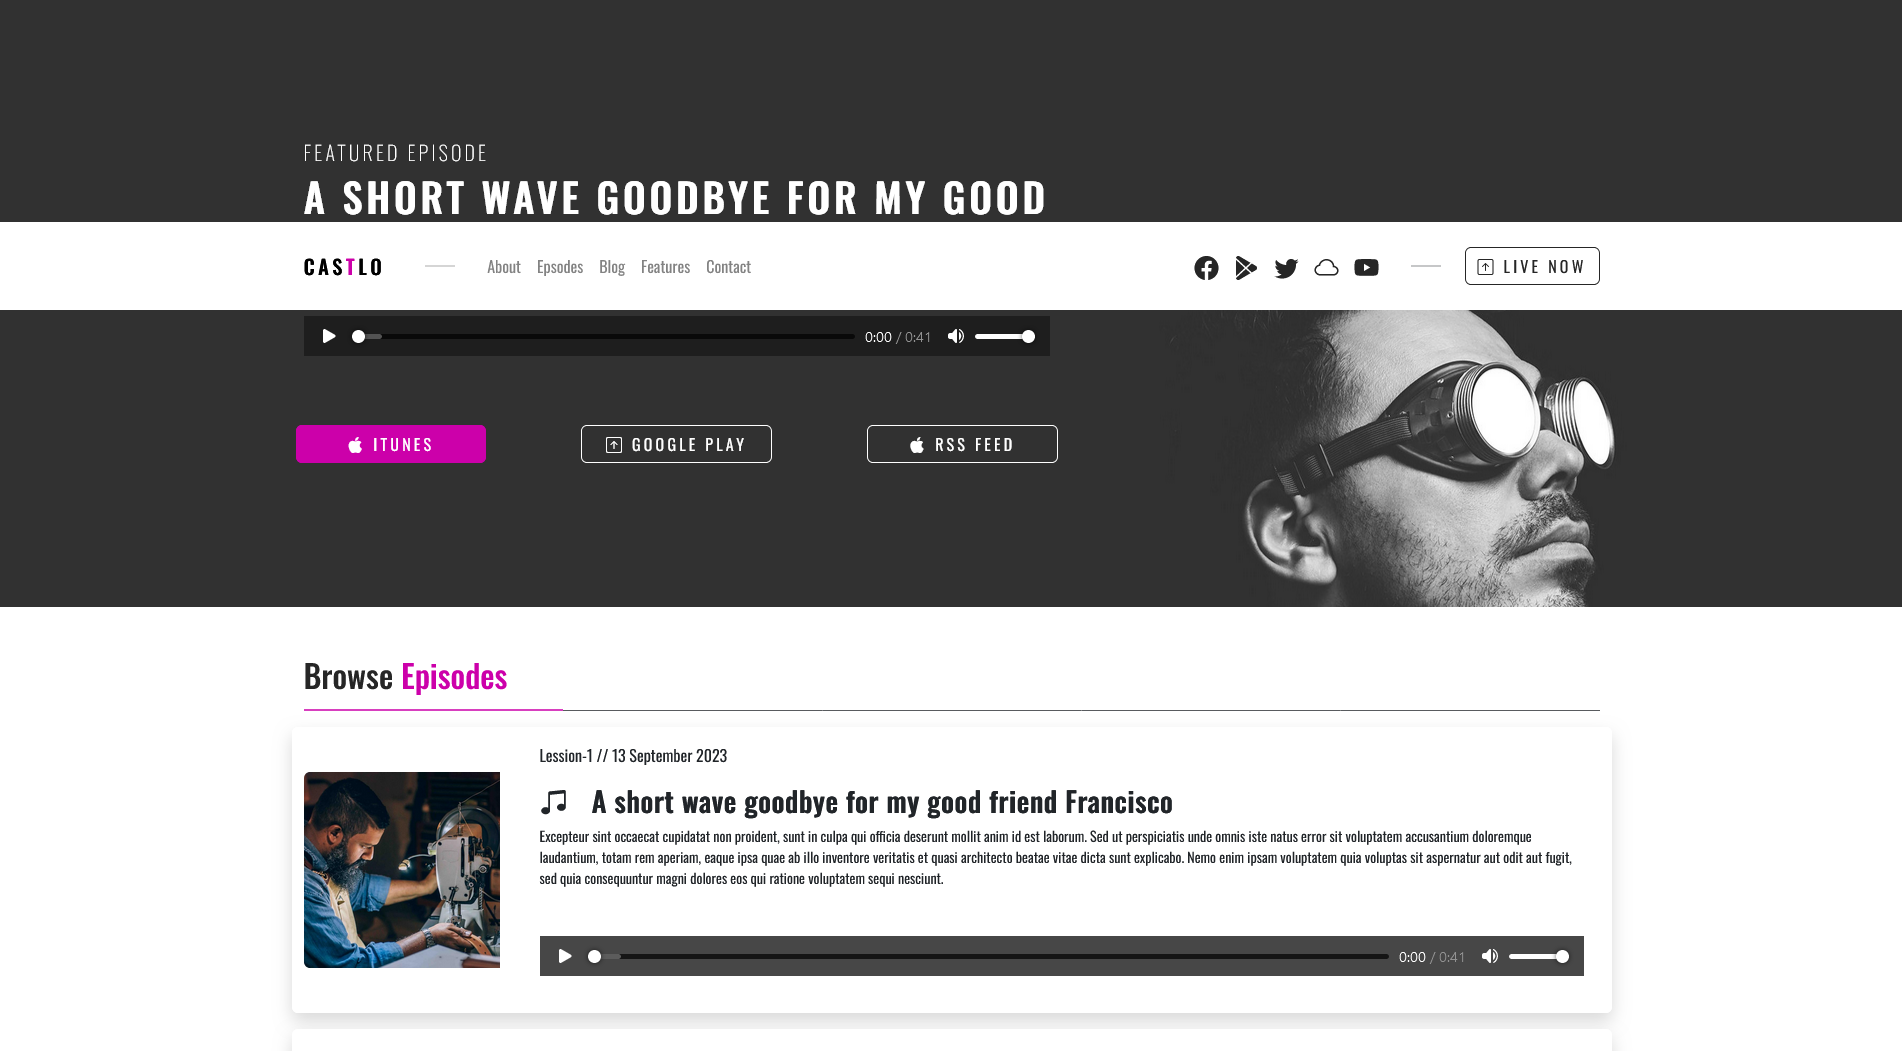 FEATURED EPISODE
A SHORT WAVE GOODBYE FOR MY GOOD
CASTLO
About Epsodes Blog Features Contact
LIVE NOW
0:00 / 0:41
ITUNES
GOOGLE PLAY
RSS FEED
Browse Episodes
Lession-1 // 13 September 2023
A short wave goodbye for my good friend Francisco
Excepteur sint occaecat cupidatat non proident, sunt in culpa qui officia deserunt mollit anim id est laborum. Sed ut perspiciatis unde omnis iste natus error sit voluptatem accusantium doloremque
laudantium, totam rem aperiam, eaque ipsa quae ab illo inventore veritatis et quasi architecto beatae vitae dicta sunt explicabo. Nemo enim ipsam voluptatem quia voluptas sit aspernatur aut odit aut fugit,
sed quia consequuntur magni dolores eos qui ratione voluptatem sequi nesciunt.
0:00 / 0:41